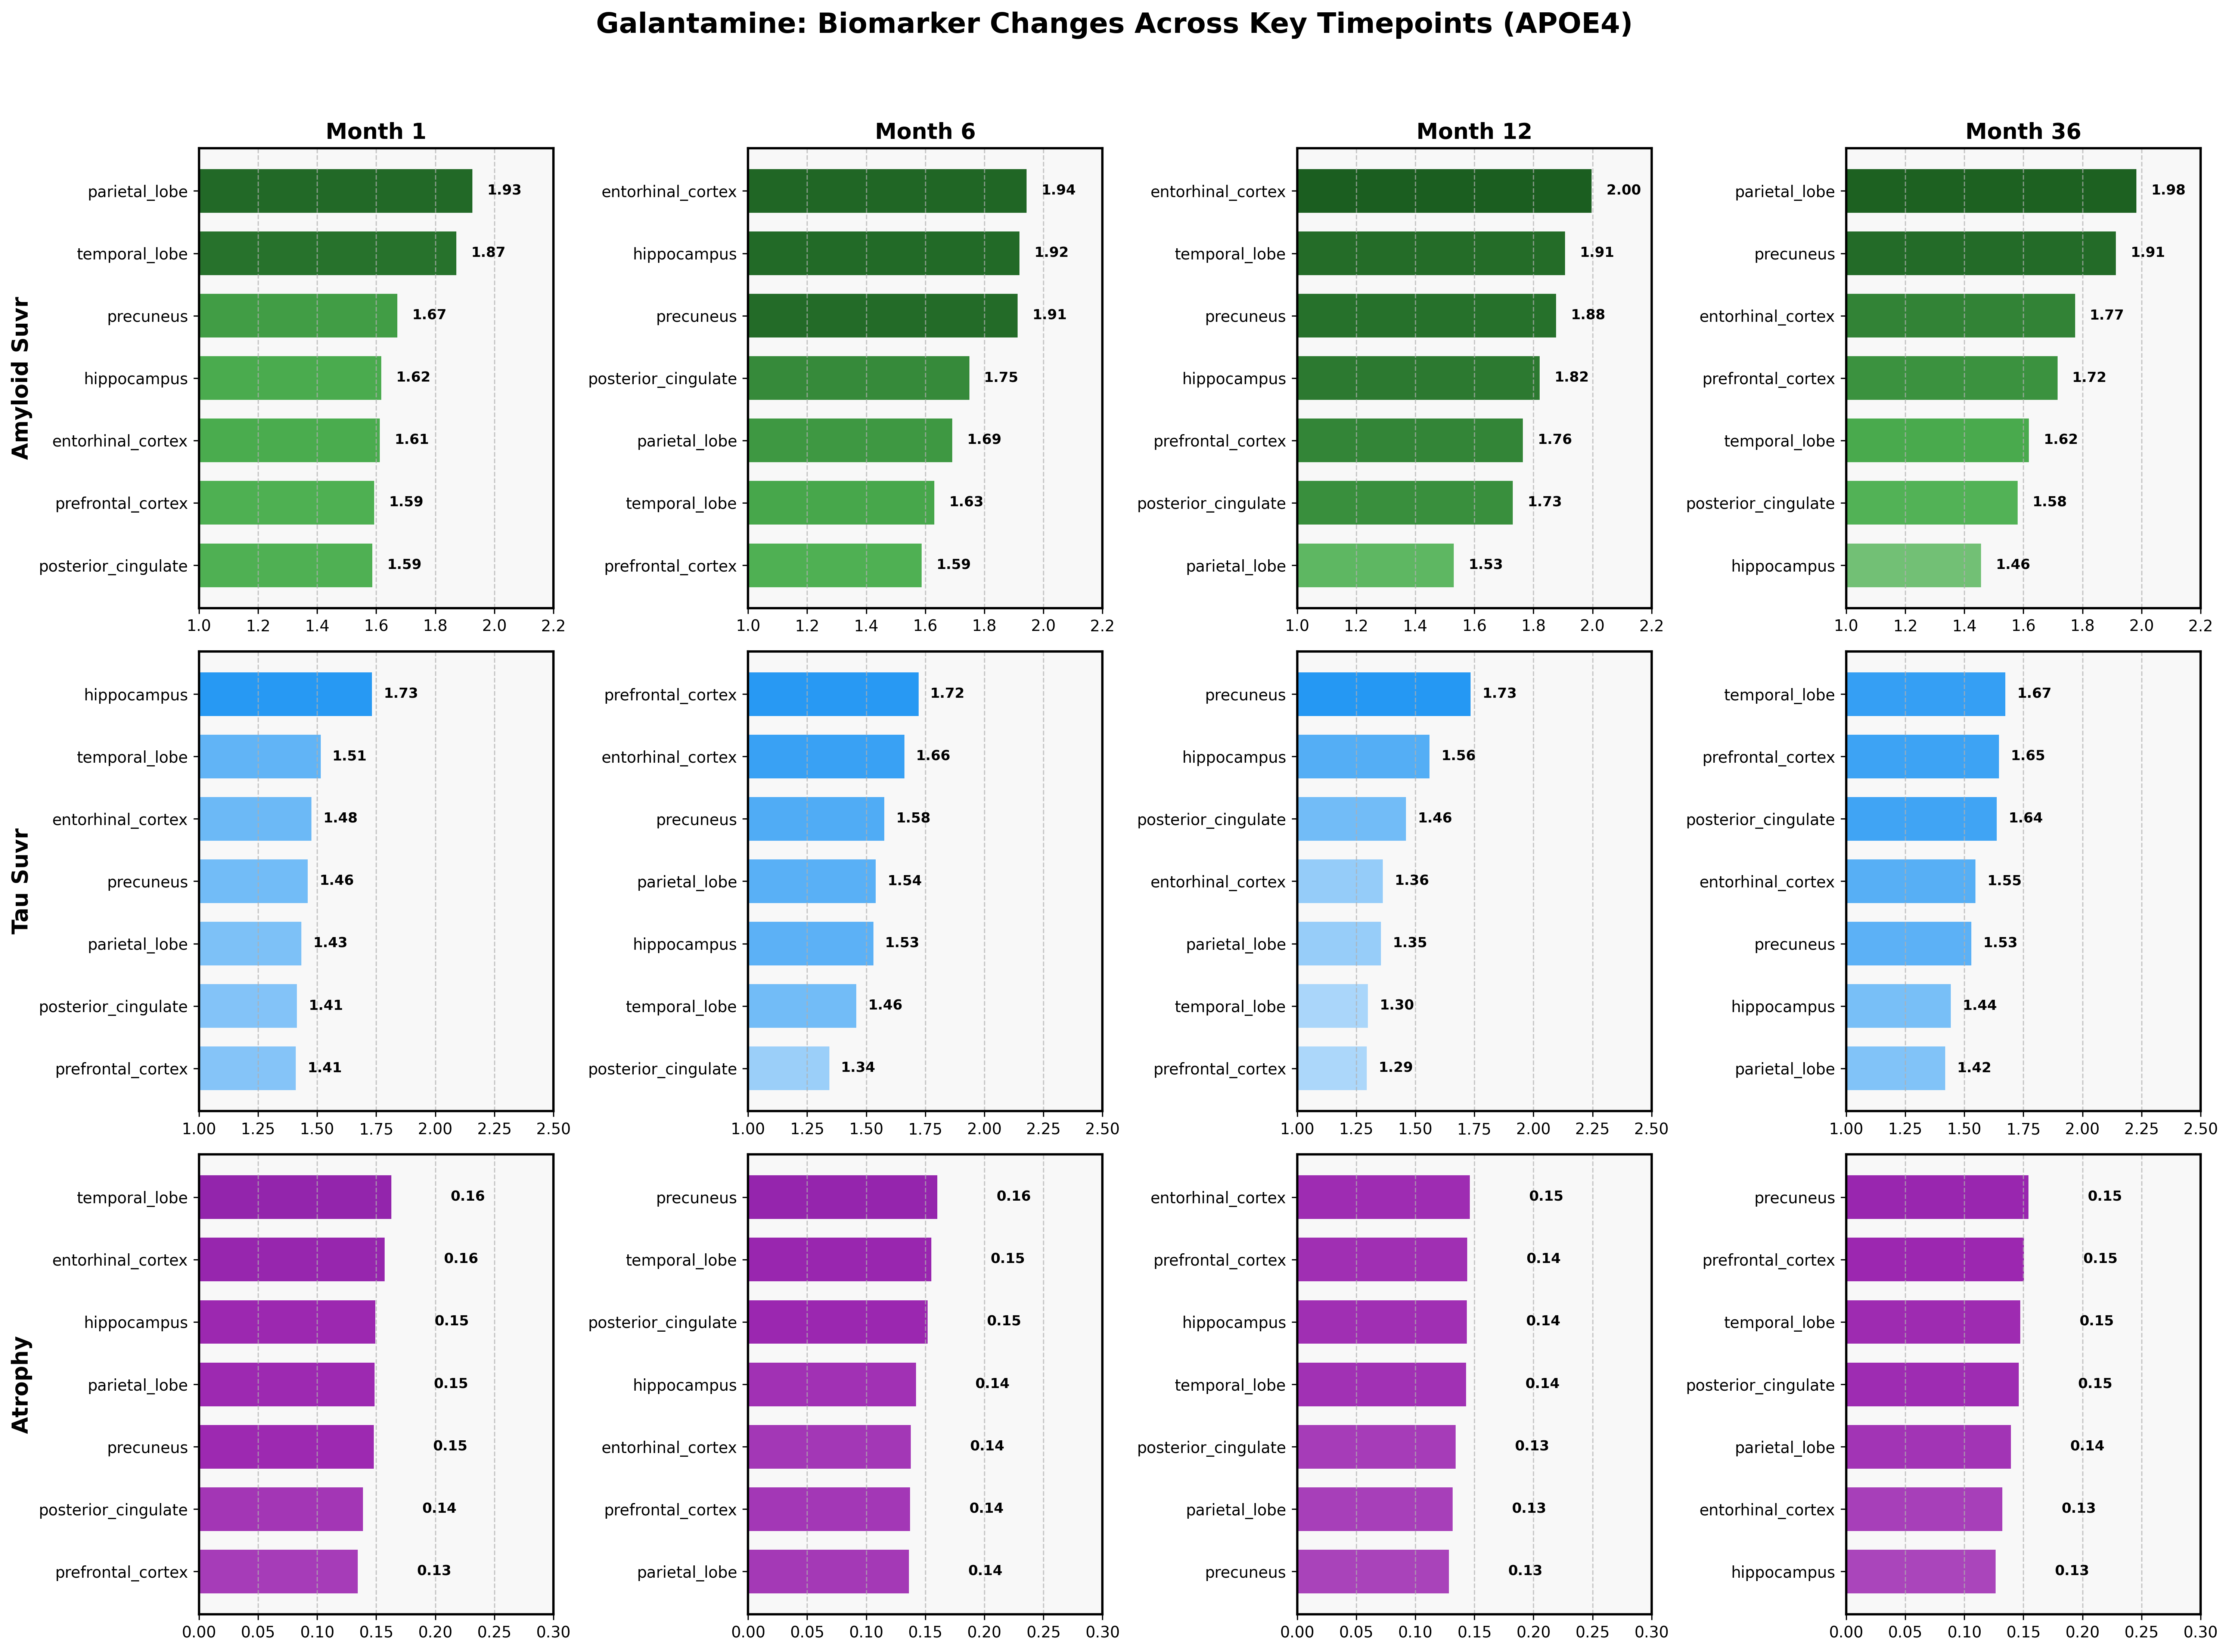 Galantamine: Biomarker Changes Across Key Timepoints (APOE4)
Month 1
Month 6
Month 12
Month 36
Amyloid Suvr
parietal_lobe 1.93
temporal_lobe 1.87
precuneus 1.67
hippocampus 1.62
entorhinal_cortex 1.61
prefrontal_cortex 1.59
posterior_cingulate 1.59
1.0 1.2 1.4 1.6 1.8 2.0 2.2
entorhinal_cortex 1.94
hippocampus 1.92
precuneus 1.91
posterior_cingulate 1.75
parietal_lobe 1.69
temporal_lobe 1.63
prefrontal_cortex 1.59
1.0 1.2 1.4 1.6 1.8 2.0 2.2
entorhinal_cortex 2.00
temporal_lobe 1.91
precuneus 1.88
hippocampus 1.82
prefrontal_cortex 1.76
posterior_cingulate 1.73
parietal_lobe 1.53
1.0 1.2 1.4 1.6 1.8 2.0 2.2
parietal_lobe 1.98
precuneus 1.91
entorhinal_cortex 1.77
prefrontal_cortex 1.72
temporal_lobe 1.62
posterior_cingulate 1.58
hippocampus 1.46
1.0 1.2 1.4 1.6 1.8 2.0 2.2
Tau Suvr
hippocampus 1.73
temporal_lobe 1.51
entorhinal_cortex 1.48
precuneus 1.46
parietal_lobe 1.43
posterior_cingulate 1.41
prefrontal_cortex 1.41
1.00 1.25 1.50 1.75 2.00 2.25 2.50
prefrontal_cortex 1.72
entorhinal_cortex 1.66
precuneus 1.58
parietal_lobe 1.54
hippocampus 1.53
temporal_lobe 1.46
posterior_cingulate 1.34
1.00 1.25 1.50 1.75 2.00 2.25 2.50
precuneus 1.73
hippocampus 1.56
posterior_cingulate 1.46
entorhinal_cortex 1.36
parietal_lobe 1.35
temporal_lobe 1.30
prefrontal_cortex 1.29
1.00 1.25 1.50 1.75 2.00 2.25 2.50
temporal_lobe 1.67
prefrontal_cortex 1.65
posterior_cingulate 1.64
entorhinal_cortex 1.55
precuneus 1.53
hippocampus 1.44
parietal_lobe 1.42
1.00 1.25 1.50 1.75 2.00 2.25 2.50
Atrophy
temporal_lobe 0.16
entorhinal_cortex 0.16
hippocampus 0.15
parietal_lobe 0.15
precuneus 0.15
posterior_cingulate 0.14
prefrontal_cortex 0.13
0.00 0.05 0.10 0.15 0.20 0.25 0.30
precuneus 0.16
temporal_lobe 0.15
posterior_cingulate 0.15
hippocampus 0.14
entorhinal_cortex 0.14
prefrontal_cortex 0.14
parietal_lobe 0.14
0.00 0.05 0.10 0.15 0.20 0.25 0.30
entorhinal_cortex 0.15
prefrontal_cortex 0.14
hippocampus 0.14
temporal_lobe 0.14
posterior_cingulate 0.13
parietal_lobe 0.13
precuneus 0.13
0.00 0.05 0.10 0.15 0.20 0.25 0.30
precuneus 0.15
prefrontal_cortex 0.15
temporal_lobe 0.15
posterior_cingulate 0.15
parietal_lobe 0.14
entorhinal_cortex 0.13
hippocampus 0.13
0.00 0.05 0.10 0.15 0.20 0.25 0.30